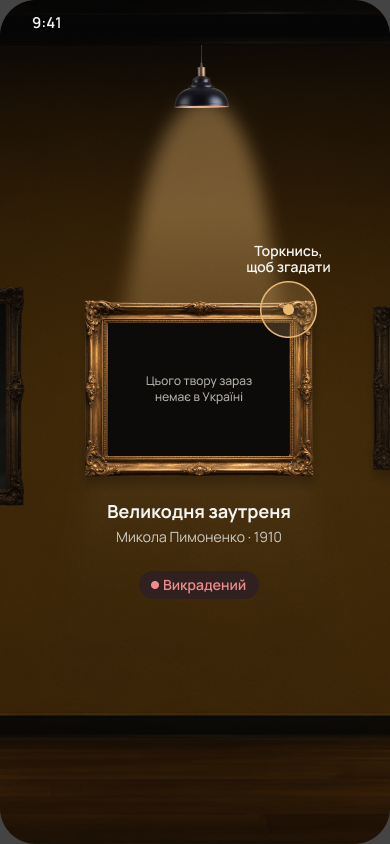 9:41
Торкнись,
щоб згадати
Цього твору зараз
немає в Україні
Великодня заутреня
Микола Пимоненко · 1910
Викрадений